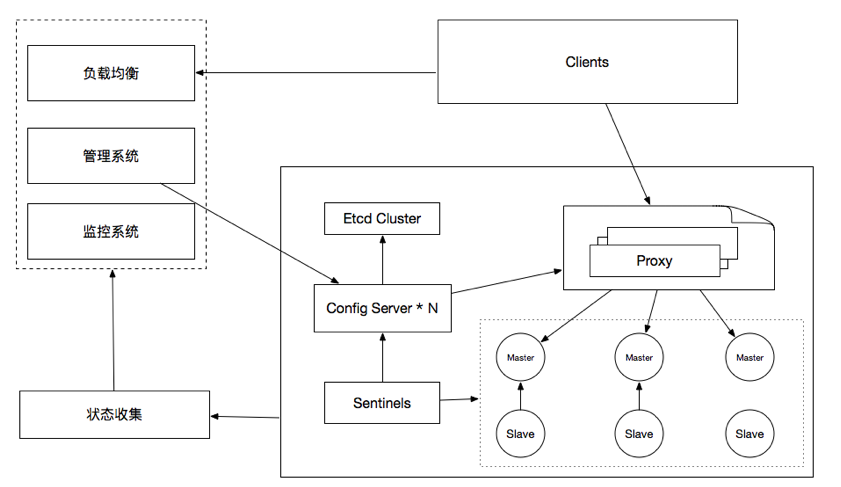 Clients
负载均衡
管理系统
监控系统
Etcd Cluster
Proxy
Config Server * N
Master
Master
Master
Sentinels
状态收集
Slave
Slave
Slave